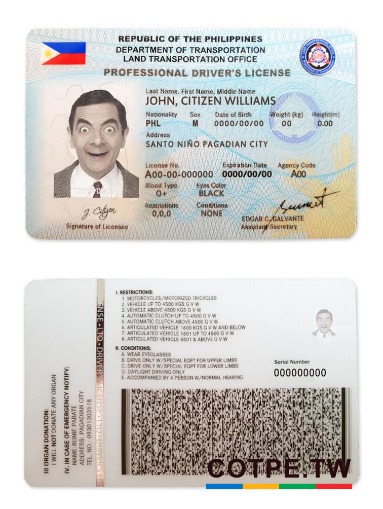 REPUBLIC OF THE PHILIPPINES
DEPARTMENT OF TRANSPORTATION
LAND TRANSPORTATION OFFICE
PROFESSIONAL DRIVER'S LICENSE
Last Name, First Name, Middle Name
JOHN, CITIZEN WILLIAMS
Nationality Sex Date of Birth Weight (kg) Height(m)
PHL M 0000/00/00 00 0.00
Address
SANTO NIÑO PAGADIAN CITY
License No. Expiration Date Agency Code
A00-00-000000 0000/00/00 A00
Blood Type Eyes Color
O+ BLACK
Restrictions Conditions
0,0,0 NONE
J. Citizen
Signature of Licensee
EDGAR C. GALVANTE
Assistant Secretary
I. RESTRICTIONS:
1. MOTORCYCLES/MOTORIZED TRICYCLES
2. VEHICLE UP TO 4500 KGS G V W
3. VEHICLE ABOVE 4500 KGS G V W
4. AUTOMATIC CLUTCH UP TO 4500 G V W
5. AUTOMATIC CLUTCH ABOVE 4500 G V W
6. ARTICULATED VEHICLE 1600 KGS G V W AND BELOW
7. ARTICULATED VEHICLE 1601 UP TO 4500 G V W
8. ARTICULATED VEHICLE 4501 & ABOVE G V W
II. CONDITIONS:
A. WEAR EYEGLASSES
B. DRIVE ONLY W/SPECIAL EQPT FOR UPPER LIMBS
C. DRIVE ONLY W/SPECIAL EQPT FOR LOWER LIMBS
D. DAYLIGHT DRIVING ONLY
E. ACCOMPANIED BY A PERSON W/NORMAL HEARING
Serial Number
000000000
III ORGAN DONATION:
I WILL NOT DONATE ANY ORGAN
IV. IN CASE OF EMERGENCY NOTIFY:
NAME: ROME PABATE
ADDRESS: PAGADIAN CITY
TEL. NO.: 09301303518
COTPE.TW